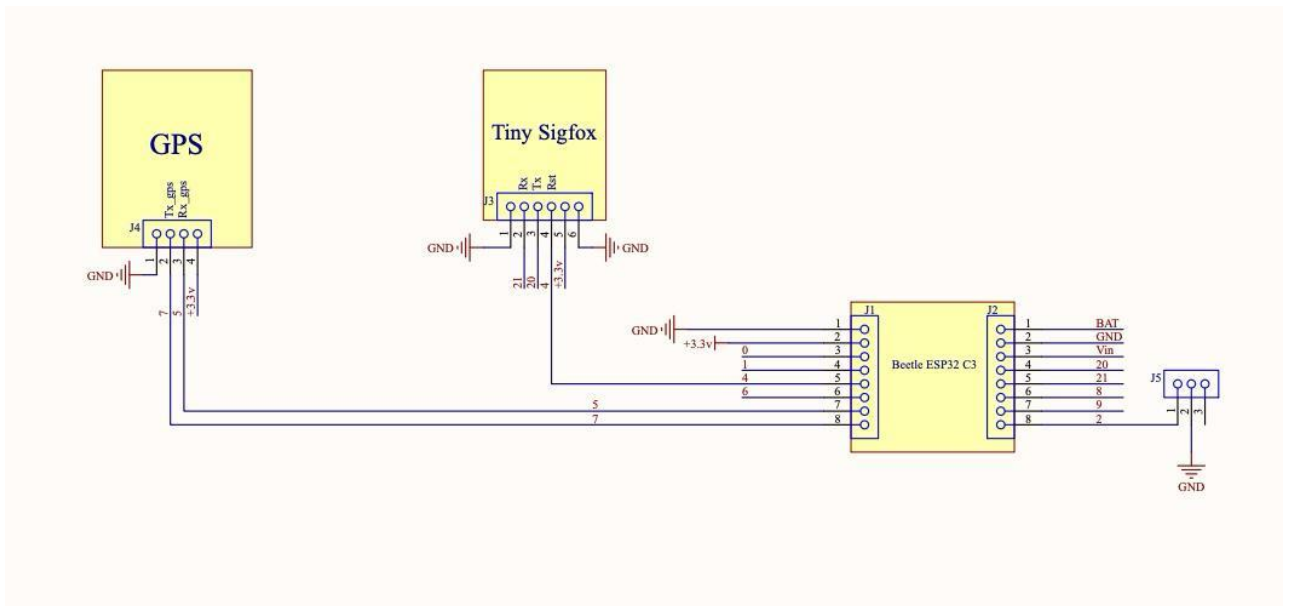 GPS
Tx_gps
Rx_gps
J4
1 2 3 4
GND
7 5 +3.3v
Tiny Sigfox
Rx Tx Rst
J3
1 2 3 4 5 6
GND
GND
21 20 4 +3.3v
J1
GND 1
+3.3v 2
0 3
1 4
4 5
6 6
5 7
7 8
Beetle ESP32 C3
J2
1 BAT
2 GND
3 Vin
4 20
5 21
6 8
7 9
8 2
J5
1 2 3
GND